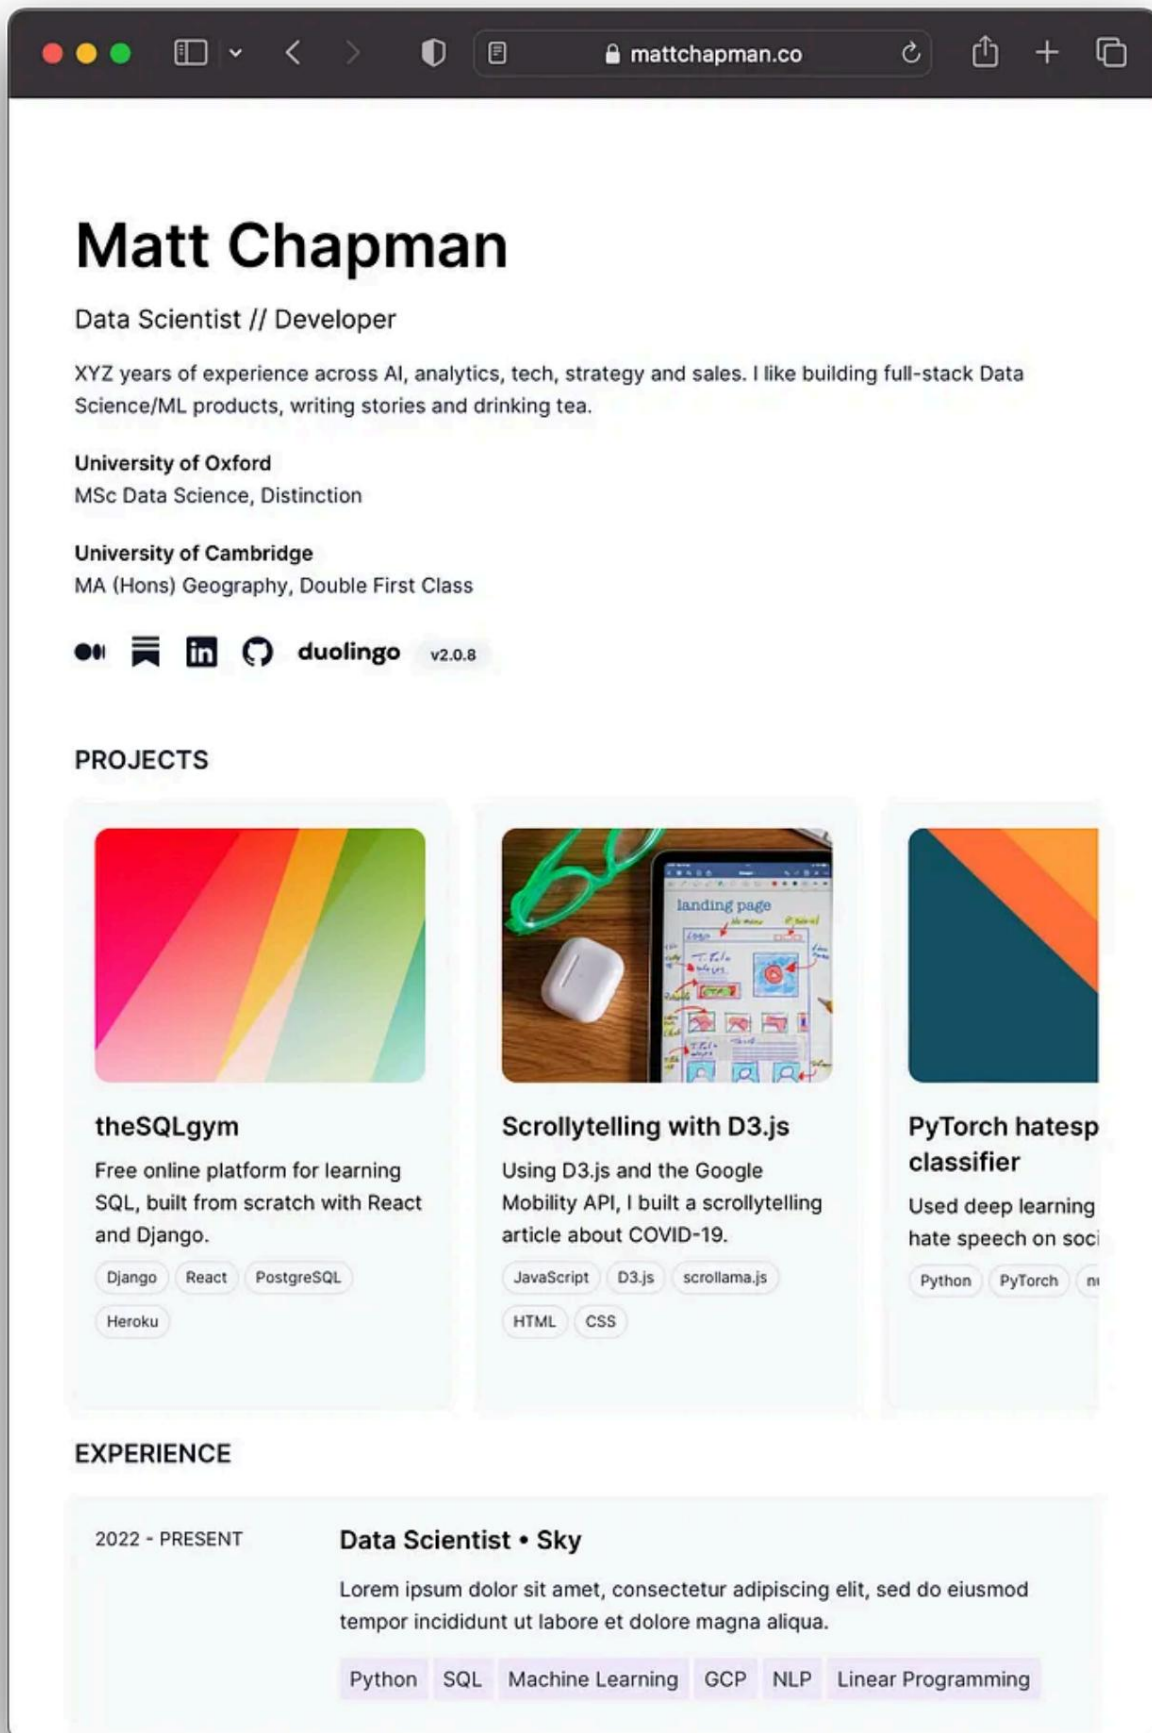 mattchapman.co
Matt Chapman
Data Scientist // Developer
XYZ years of experience across AI, analytics, tech, strategy and sales. I like building full-stack Data
Science/ML products, writing stories and drinking tea.
University of Oxford
MSc Data Science, Distinction
University of Cambridge
MA (Hons) Geography, Double First Class
in duolingo v2.0.8
PROJECTS
landing page
theSQLgym
Free online platform for learning
SQL, built from scratch with React
and Django.
Django React PostgreSQL
Heroku
Scrollytelling with D3.js
Using D3.js and the Google
Mobility API, I built a scrollytelling
article about COVID-19.
JavaScript D3.js scrollama.js
HTML CSS
PyTorch hatesp
classifier
Used deep learning
hate speech on soci
Python PyTorch
EXPERIENCE
2022 - PRESENT
Data Scientist • Sky
Lorem ipsum dolor sit amet, consectetur adipiscing elit, sed do eiusmod
tempor incididunt ut labore et dolore magna aliqua.
Python SQL Machine Learning GCP NLP Linear Programming